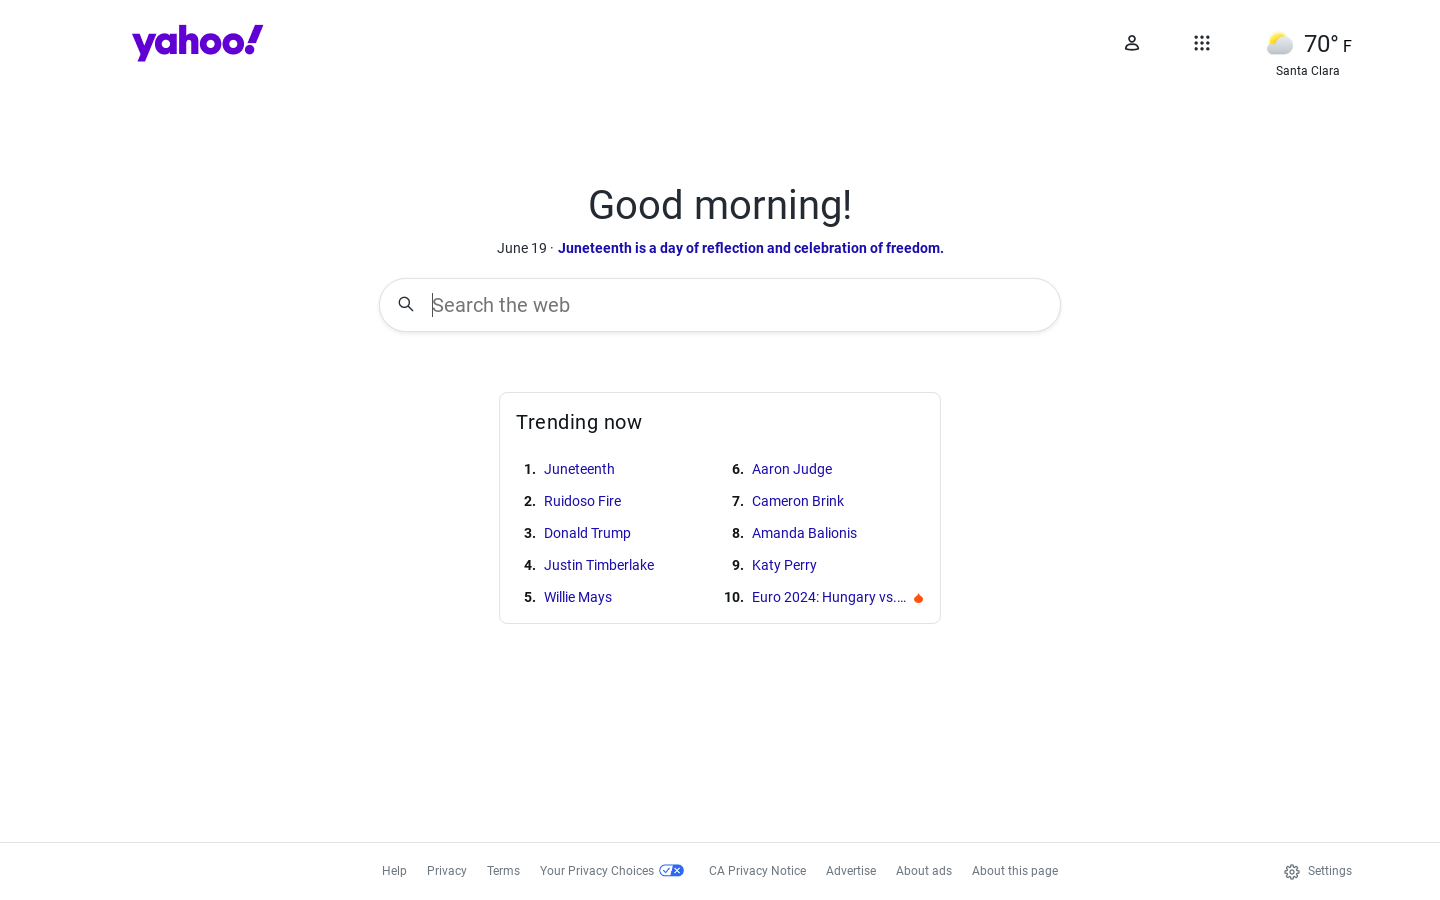 yahoo!
70° F
Santa Clara
Good morning!
June 19 · Juneteenth is a day of reflection and celebration of freedom.
Search the web
Trending now
1. Juneteenth
2. Ruidoso Fire
3. Donald Trump
4. Justin Timberlake
5. Willie Mays
6. Aaron Judge
7. Cameron Brink
8. Amanda Balionis
9. Katy Perry
10. Euro 2024: Hungary vs....
Help Privacy Terms Your Privacy Choices CA Privacy Notice Advertise About ads About this page Settings